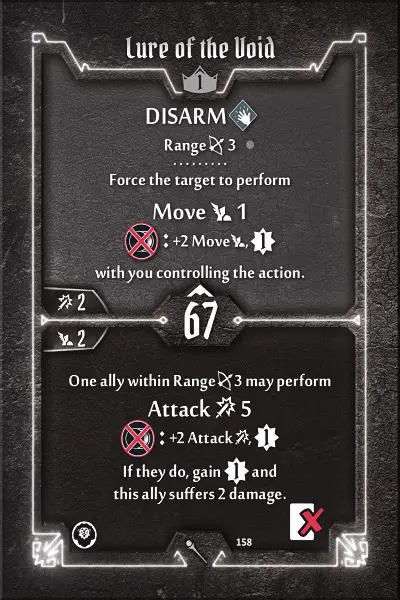 Lure of the Void
1
DISARM
Range 3
Force the target to perform
Move 1
: +2 Move, 1
with you controlling the action.
2
67
2
One ally within Range 3 may perform
Attack 5
: +2 Attack, 1
If they do, gain 1 and
this ally suffers 2 damage.
158